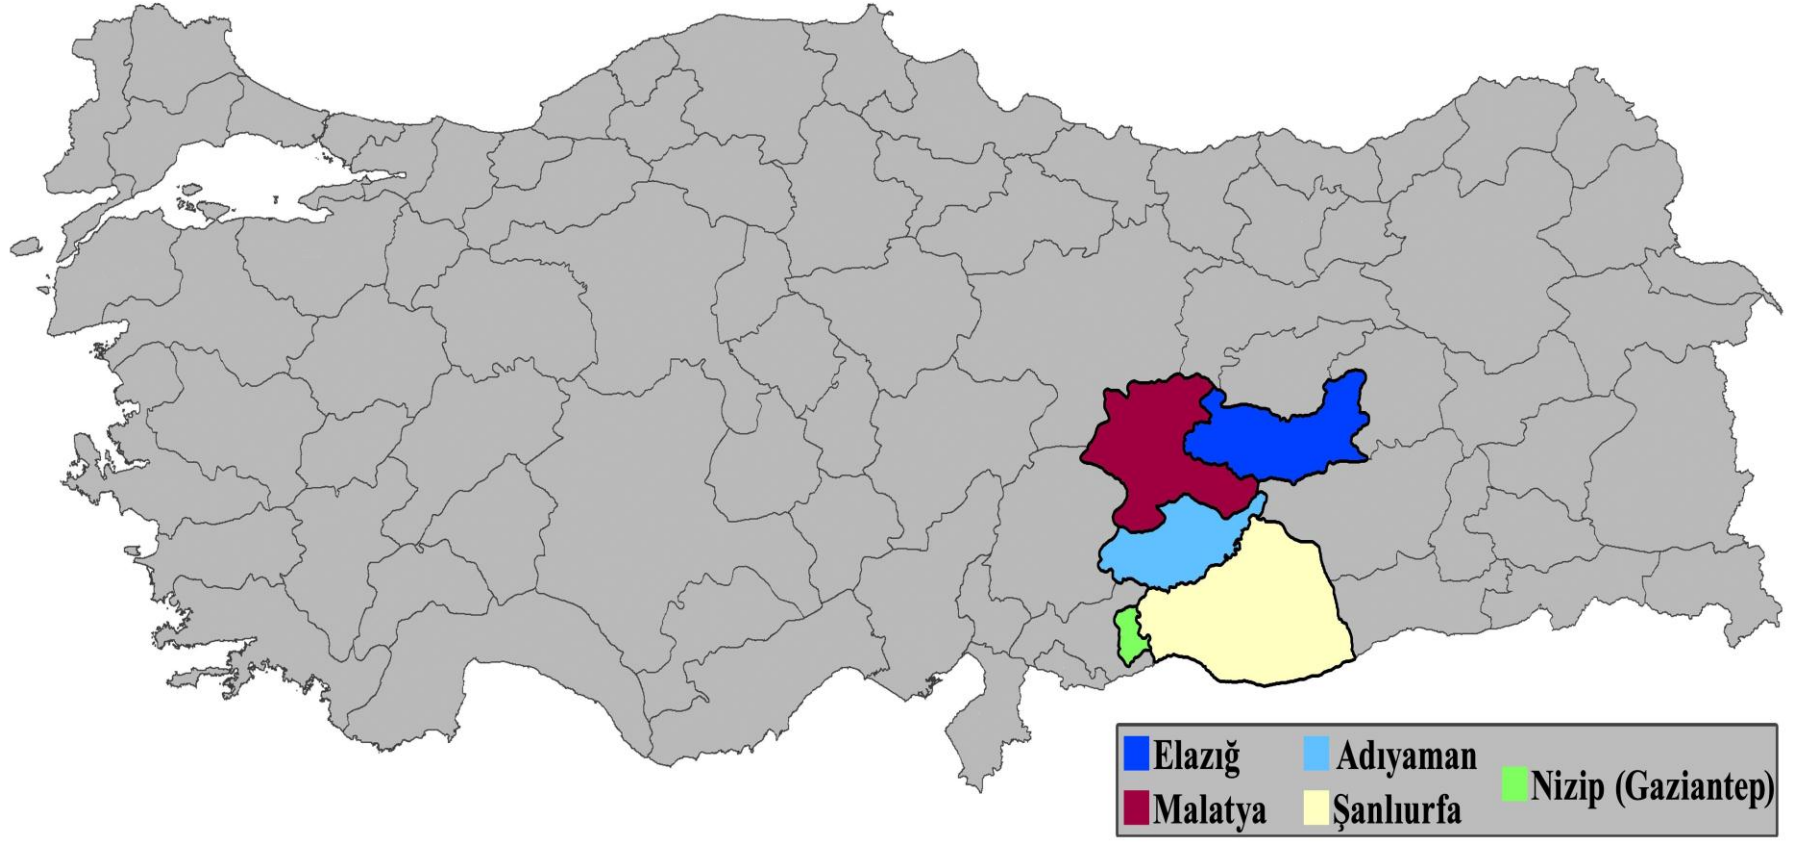 Elazığ
Adıyaman
Nizip (Gaziantep)
Malatya
Şanlıurfa